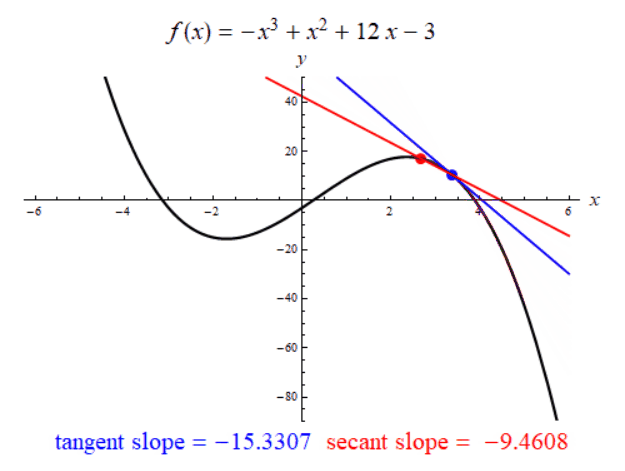 f(x) = −x³ + x² + 12 x − 3
y
40
20
−6 −4 −2 2 4 6 x
−20
−40
−60
−80
tangent slope = −15.3307 secant slope = −9.4608